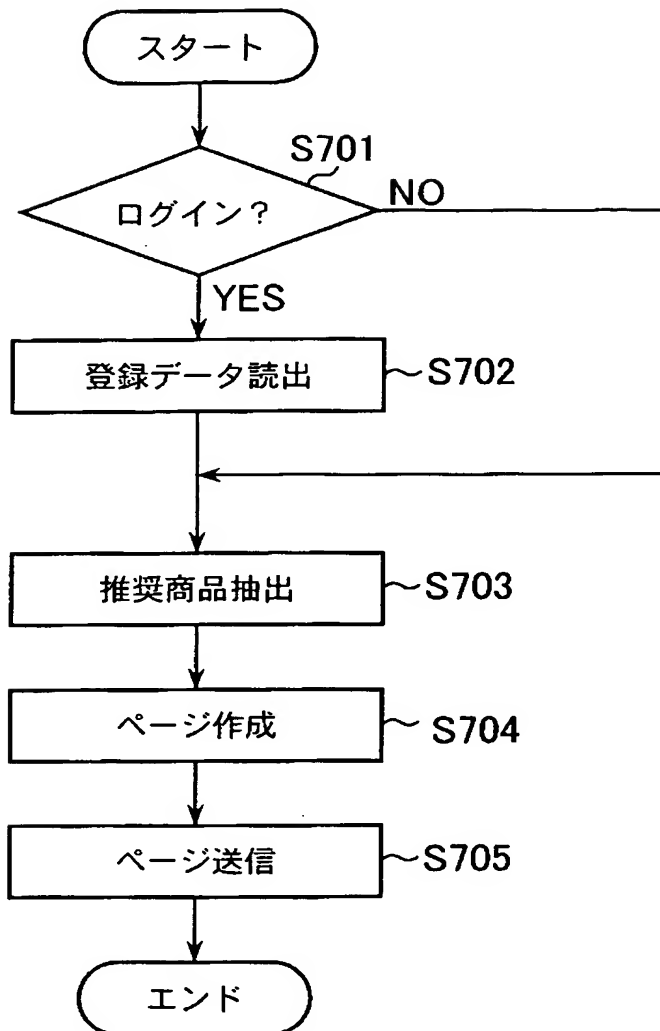 スタート
S701
ログイン？
NO
YES
登録データ読出
S702
推奨商品抽出
S703
ページ作成
S704
ページ送信
S705
エンド